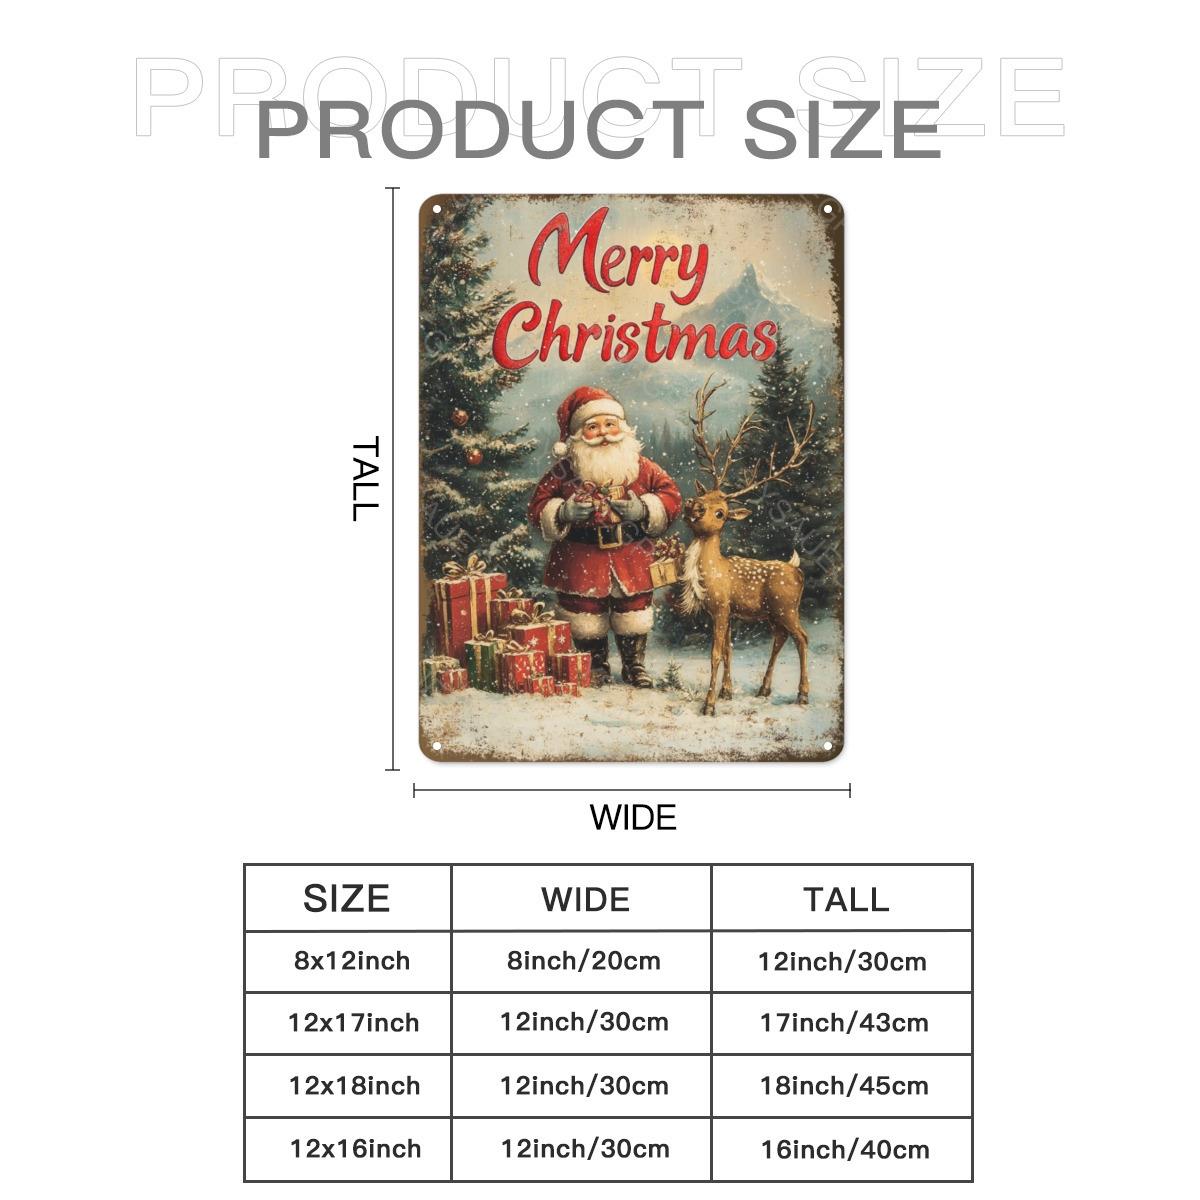 PRODUCT SIZE
PRODUCT SIZE
Merry
Christmas
TALL
WIDE
SIZE WIDE TALL
8x12inch 8inch/20cm 12inch/30cm
12x17inch 12inch/30cm 17inch/43cm
12x18inch 12inch/30cm 18inch/45cm
12x16inch 12inch/30cm 16inch/40cm